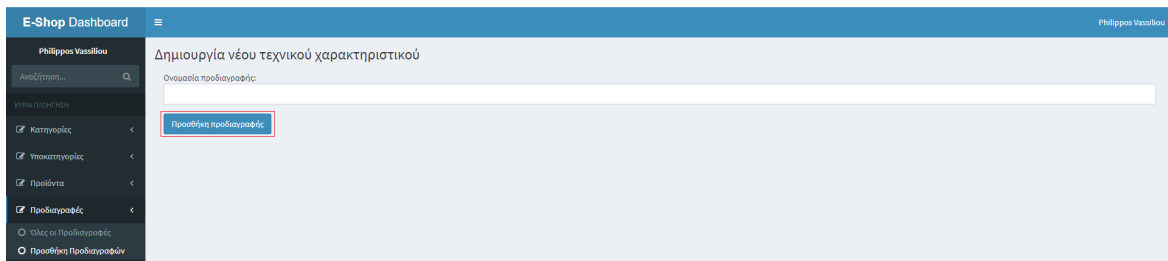 E-Shop Dashboard
Philippos Vassiliou
Philippos Vassiliou
Αναζήτηση...
ΚΥΡΙΑ ΠΛΟΗΓΗΣΗ
Κατηγορίες
Υποκατηγορίες
Προϊόντα
Προδιαγραφές
Όλες οι Προδιαγραφές
Προσθήκη Προδιαγραφών
Δημιουργία νέου τεχνικού χαρακτηριστικού
Ονομασία προδιαγραφής:
Προσθήκη προδιαγραφής